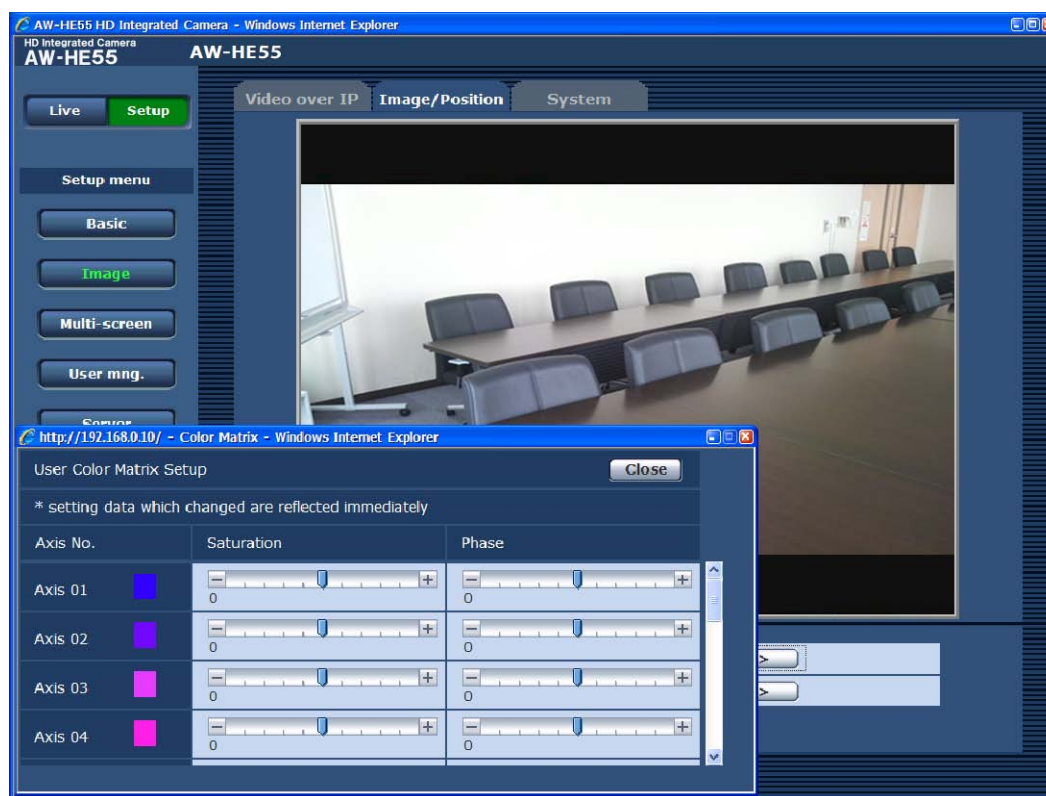 AW-HE55 HD Integrated Camera - Windows Internet Explorer
HD Integrated Camera
AW-HE55
AW-HE55
Live
Setup
Video over IP
Image/Position
System
Setup menu
Basic
Image
Multi-screen
User mng.
Server
http://192.168.0.10/ - Color Matrix - Windows Internet Explorer
User Color Matrix Setup
Close
* setting data which changed are reflected immediately
Axis No.
Saturation
Phase
Axis 01
0
0
Axis 02
0
0
Axis 03
0
0
Axis 04
0
0